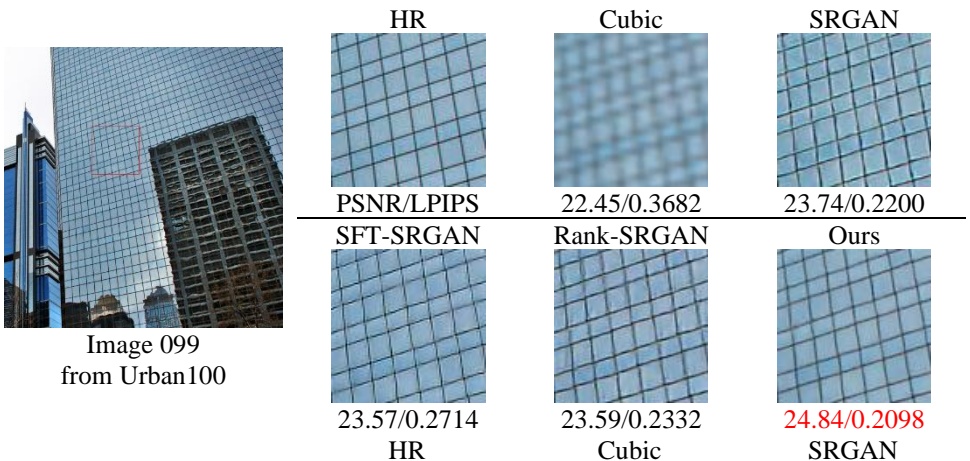 HR Cubic SRGAN
PSNR/LPIPS 22.45/0.3682 23.74/0.2200
SFT-SRGAN Rank-SRGAN Ours
Image 099
from Urban100
23.57/0.2714 23.59/0.2332 24.84/0.2098
HR Cubic SRGAN